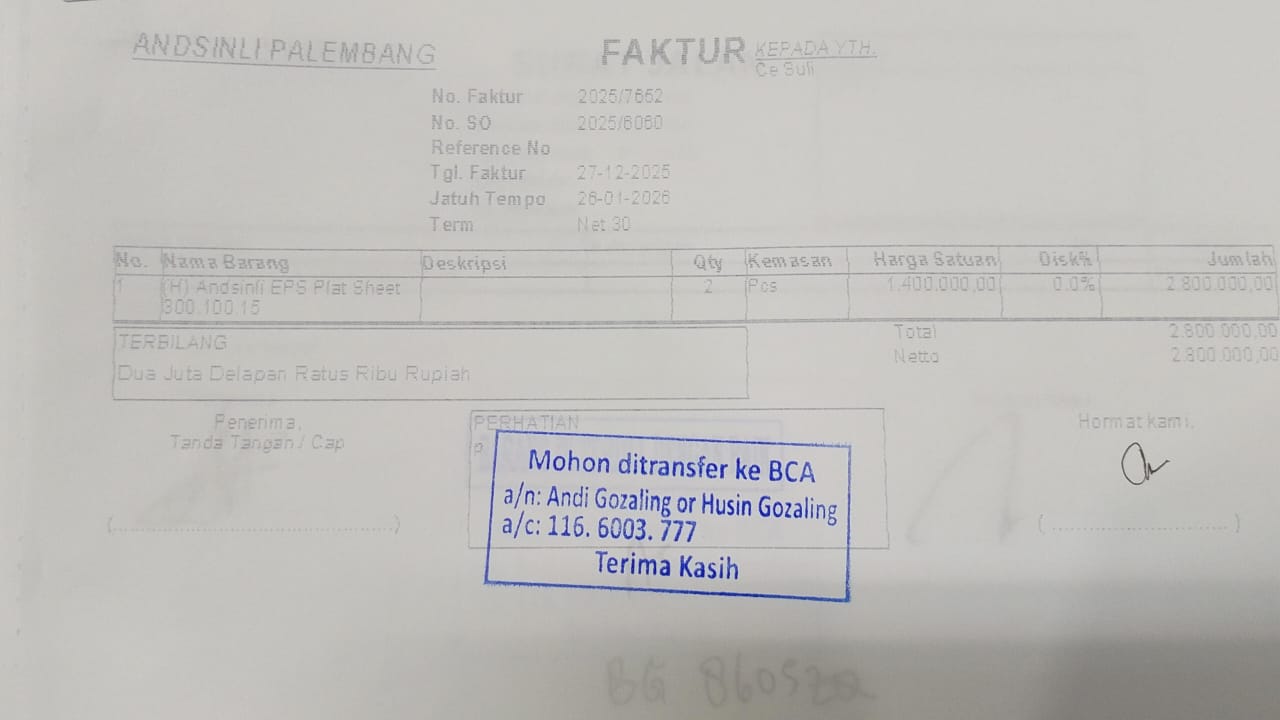 ANDSINLI PALEMBANG
FAKTUR
KEPADA YTH.
Ce Suli
No. Faktur 2025/7652
No. SO 2025/6060
Reference No
Tgl. Faktur 27-12-2025
Jatuh Tempo 26-01-2026
Term Net 30
No. Nama Barang Deskripsi Qty Kemasan Harga Satuan Disk% Jumlah
1 (H) Andsinli EPS Plat Sheet 2 Pcs 1.400.000,00 0.0% 2.800.000,00
300.100.15
Total 2.800.000,00
Netto 2.800.000,00
TERBILANG
Dua Juta Delapan Ratus Ribu Rupiah
Penerima,
Tanda Tangan / Cap
(..................................................)
PERHATIAN
p
Mohon ditransfer ke BCA
a/n: Andi Gozaling or Husin Gozaling
a/c: 116. 6003. 777
Terima Kasih
Hormat kami,
(................................)
BG